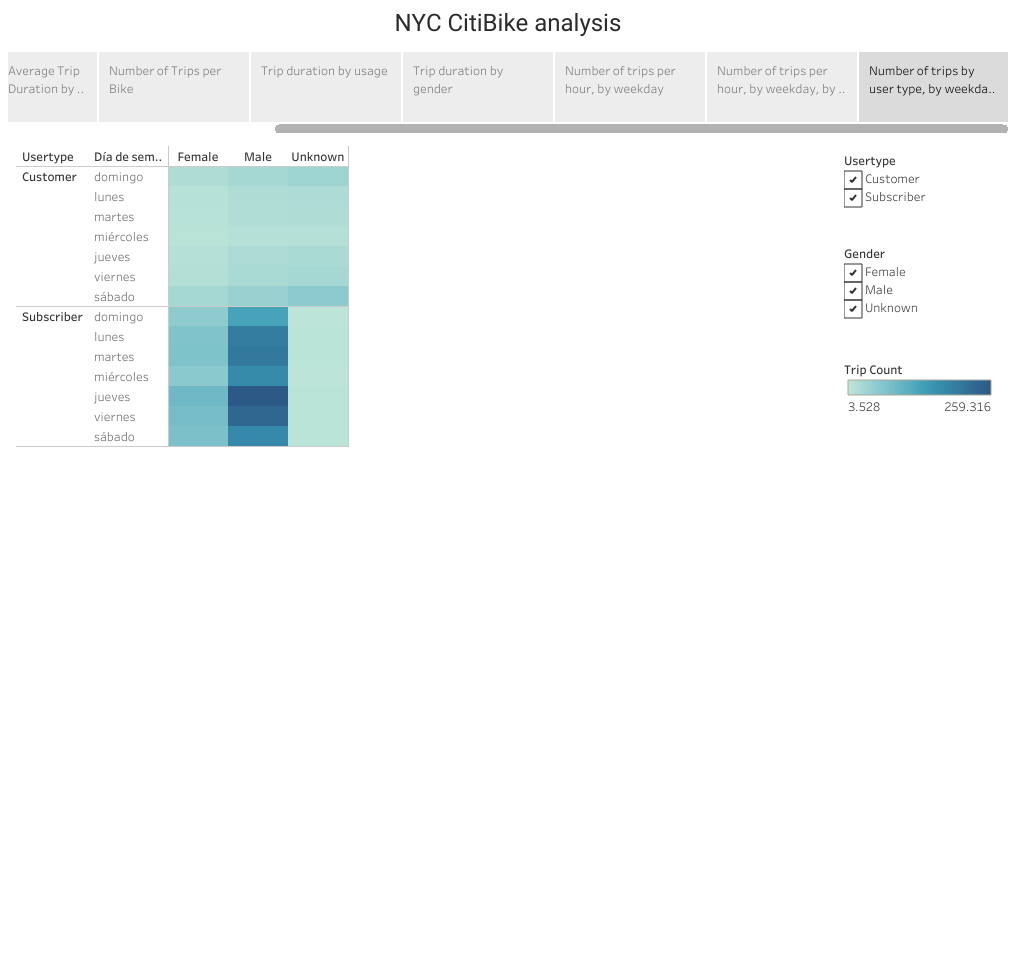 NYC CitiBike analysis
Average Trip
Duration by ..
Number of Trips per
Bike
Trip duration by usage
Trip duration by
gender
Number of trips per
hour, by weekday
Number of trips per
hour, by weekday, by ..
Number of trips by
user type, by weekda..
Usertype Día de sem.. Female Male Unknown
Customer domingo
lunes
martes
miércoles
jueves
viernes
sábado
Subscriber domingo
lunes
martes
miércoles
jueves
viernes
sábado
Usertype
Customer
Subscriber
Gender
Female
Male
Unknown
Trip Count
3.528 259.316